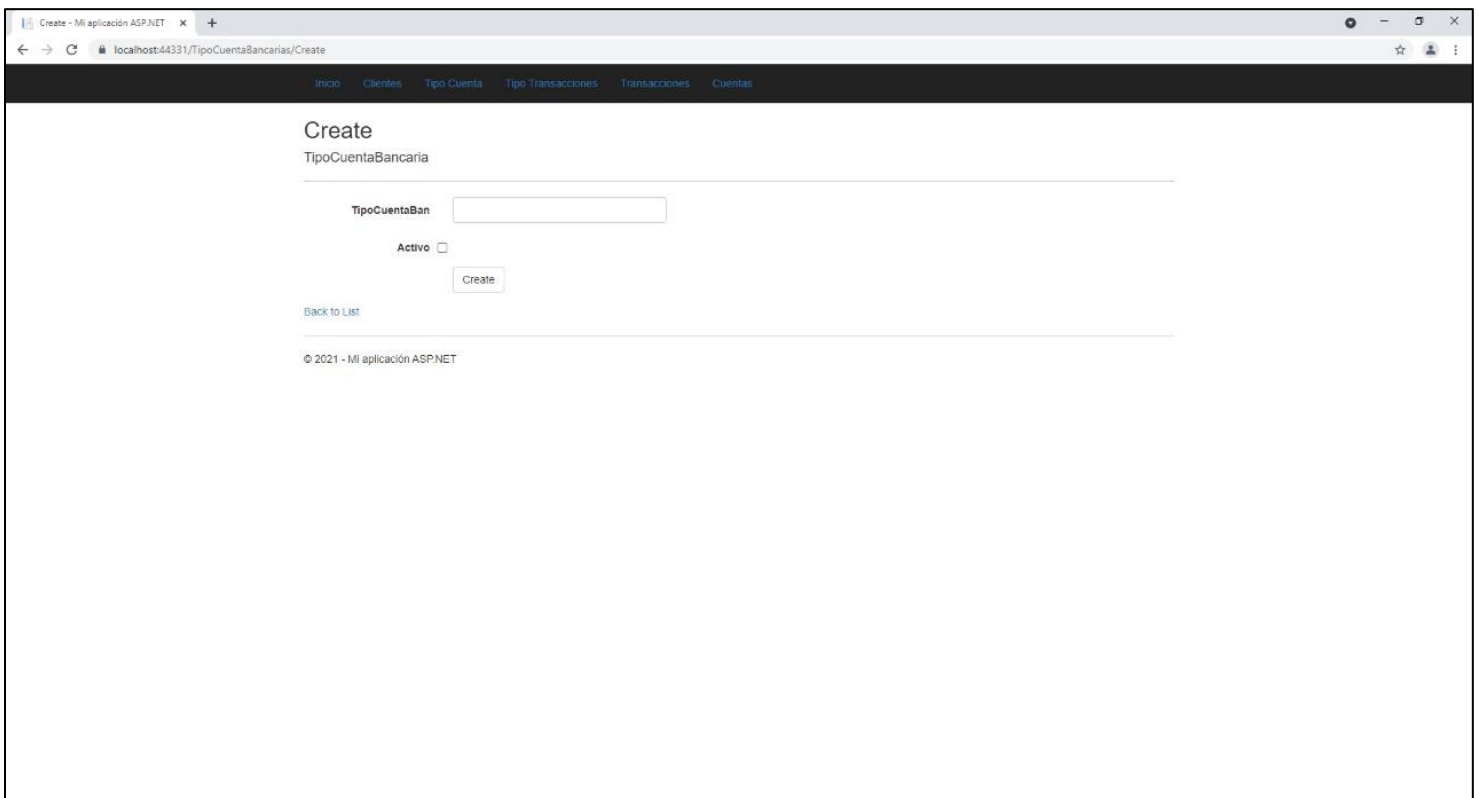 Create - Mi aplicación ASP.NET
localhost:44331/TipoCuentaBancarias/Create
Inicio Clientes Tipo Cuenta Tipo Transacciones Transacciones Cuentas
Create
TipoCuentaBancaria
TipoCuentaBan
Activo
Create
Back to List
© 2021 - Mi aplicación ASP.NET